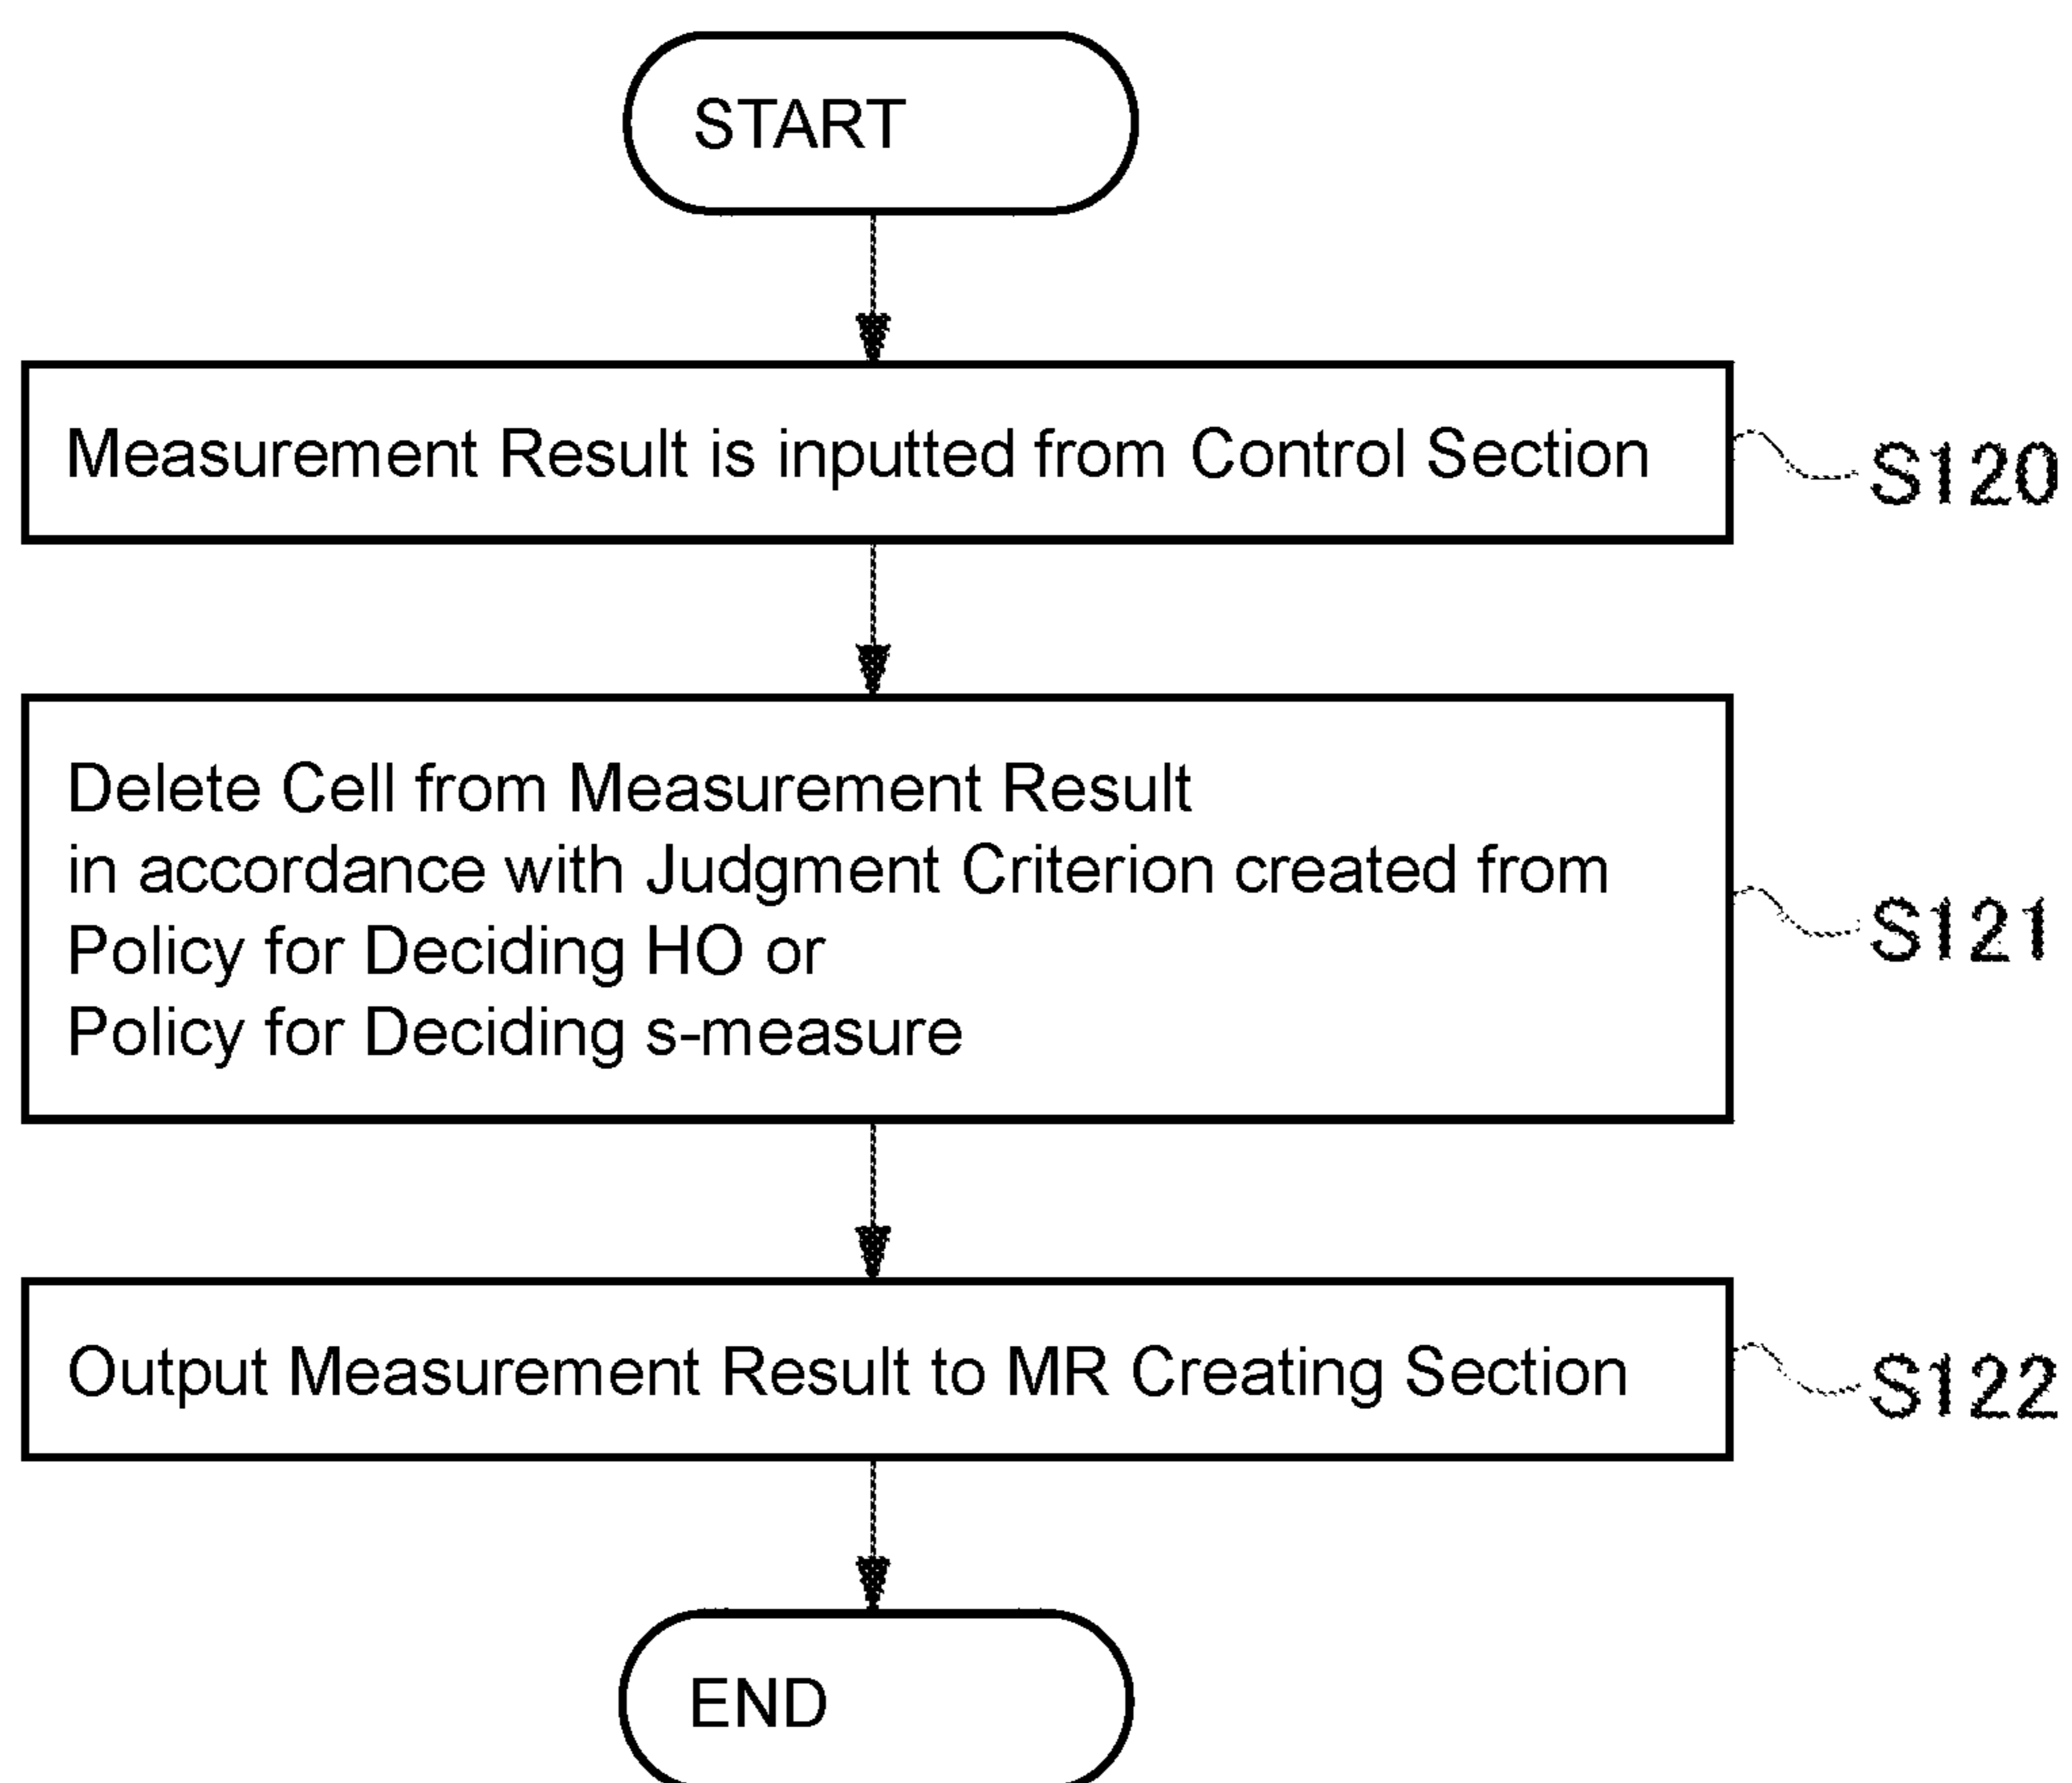 START
Measurement Result is inputted from Control Section
S120
Delete Cell from Measurement Result
in accordance with Judgment Criterion created from
Policy for Deciding HO or
Policy for Deciding s-measure
S121
Output Measurement Result to MR Creating Section
S122
END